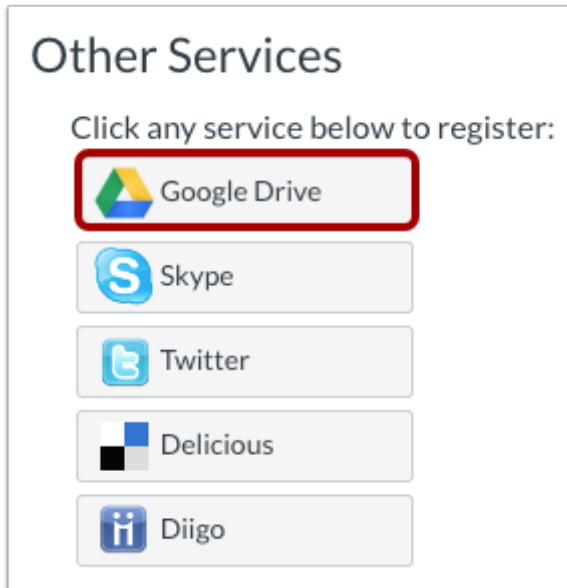 Other Services
Click any service below to register:
Google Drive
Skype
Twitter
Delicious
Diigo